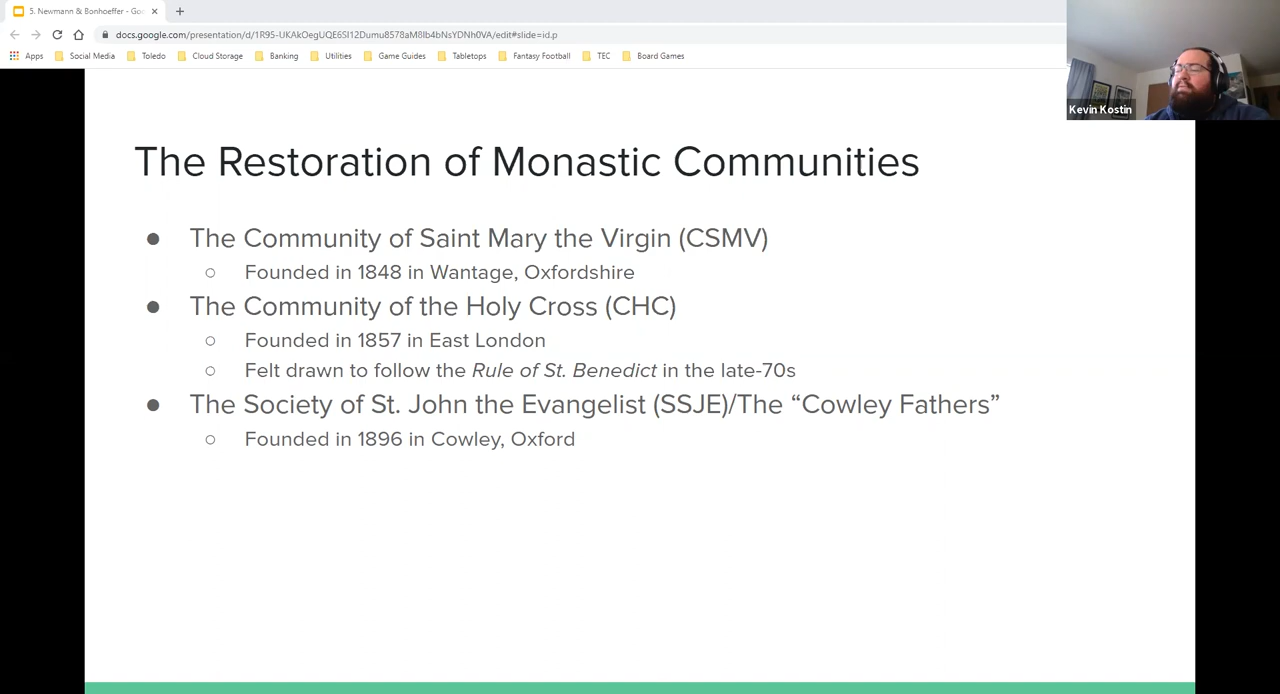 5. Newmann & Bonhoeffer - Goo
docs.google.com/presentation/d/1R95-UKAkOegUQE6SI12Dumu8578aM8Ib4bNsYDNh0VA/edit#slide=id.p
Apps Social Media Toledo Cloud Storage Banking Utilities Game Guides Tabletops Fantasy Football TEC Board Games
Kevin Kostin
The Restoration of Monastic Communities
● The Community of Saint Mary the Virgin (CSMV)
○ Founded in 1848 in Wantage, Oxfordshire
● The Community of the Holy Cross (CHC)
○ Founded in 1857 in East London
○ Felt drawn to follow the Rule of St. Benedict in the late-70s
● The Society of St. John the Evangelist (SSJE)/The “Cowley Fathers”
○ Founded in 1896 in Cowley, Oxford